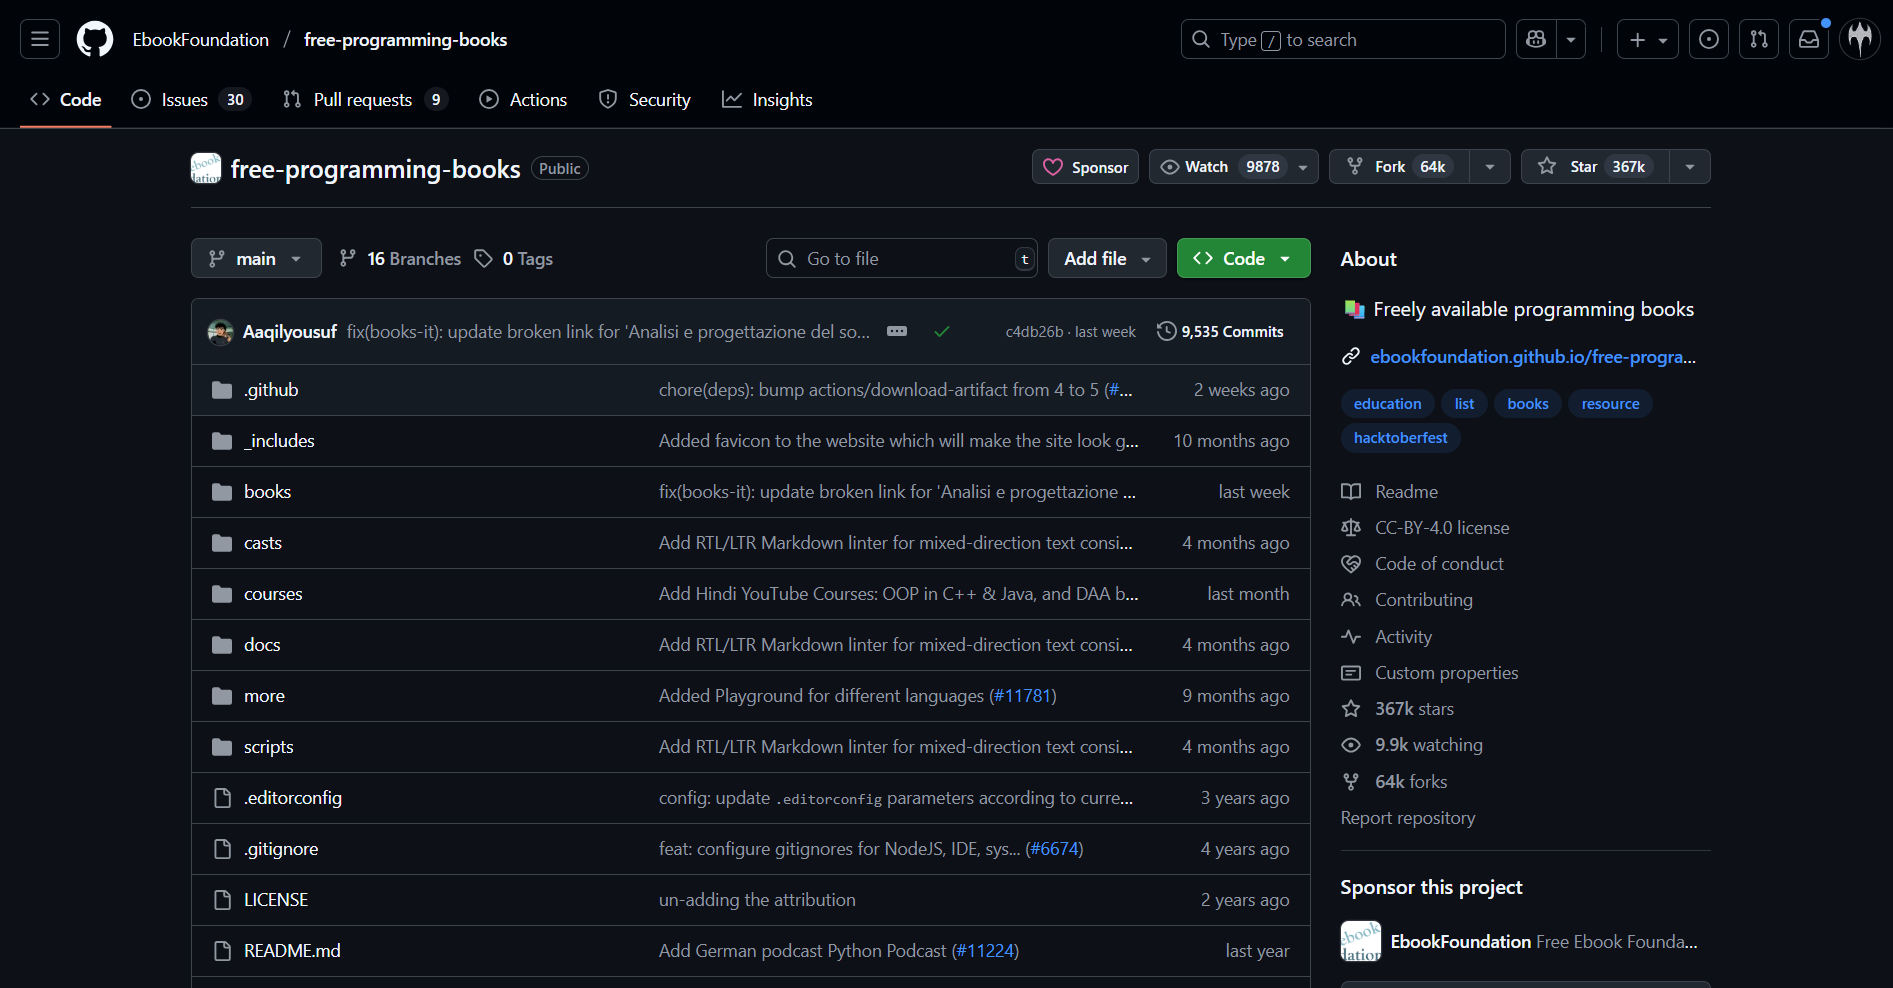 EbookFoundation / free-programming-books
Type / to search
Code
Issues 30
Pull requests 9
Actions
Security
Insights
free-programming-books Public
Sponsor
Watch 9878
Fork 64k
Star 367k
main
16 Branches
0 Tags
Go to file t
Add file
Code
Aaqilyousuf fix(books-it): update broken link for 'Analisi e progettazione del so... c4db26b · last week 9,535 Commits
.github chore(deps): bump actions/download-artifact from 4 to 5 (#... 2 weeks ago
_includes Added favicon to the website which will make the site look g... 10 months ago
books fix(books-it): update broken link for 'Analisi e progettazione ... last week
casts Add RTL/LTR Markdown linter for mixed-direction text consi... 4 months ago
courses Add Hindi YouTube Courses: OOP in C++ & Java, and DAA b... last month
docs Add RTL/LTR Markdown linter for mixed-direction text consi... 4 months ago
more Added Playground for different languages (#11781) 9 months ago
scripts Add RTL/LTR Markdown linter for mixed-direction text consi... 4 months ago
.editorconfig config: update .editorconfig parameters according to curre... 3 years ago
.gitignore feat: configure gitignores for NodeJS, IDE, sys... (#6674) 4 years ago
LICENSE un-adding the attribution 2 years ago
README.md Add German podcast Python Podcast (#11224) last year
About
Freely available programming books
ebookfoundation.github.io/free-progra...
education list books resource
hacktoberfest
Readme
CC-BY-4.0 license
Code of conduct
Contributing
Activity
Custom properties
367k stars
9.9k watching
64k forks
Report repository
Sponsor this project
EbookFoundation Free Ebook Founda...